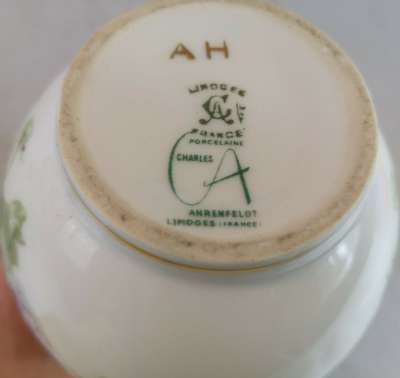 AH
LIMOGES
CA
FRANCE
PORCELAINE
CHARLES
CA
AHRENFELDT
LIMOGES (FRANCE)